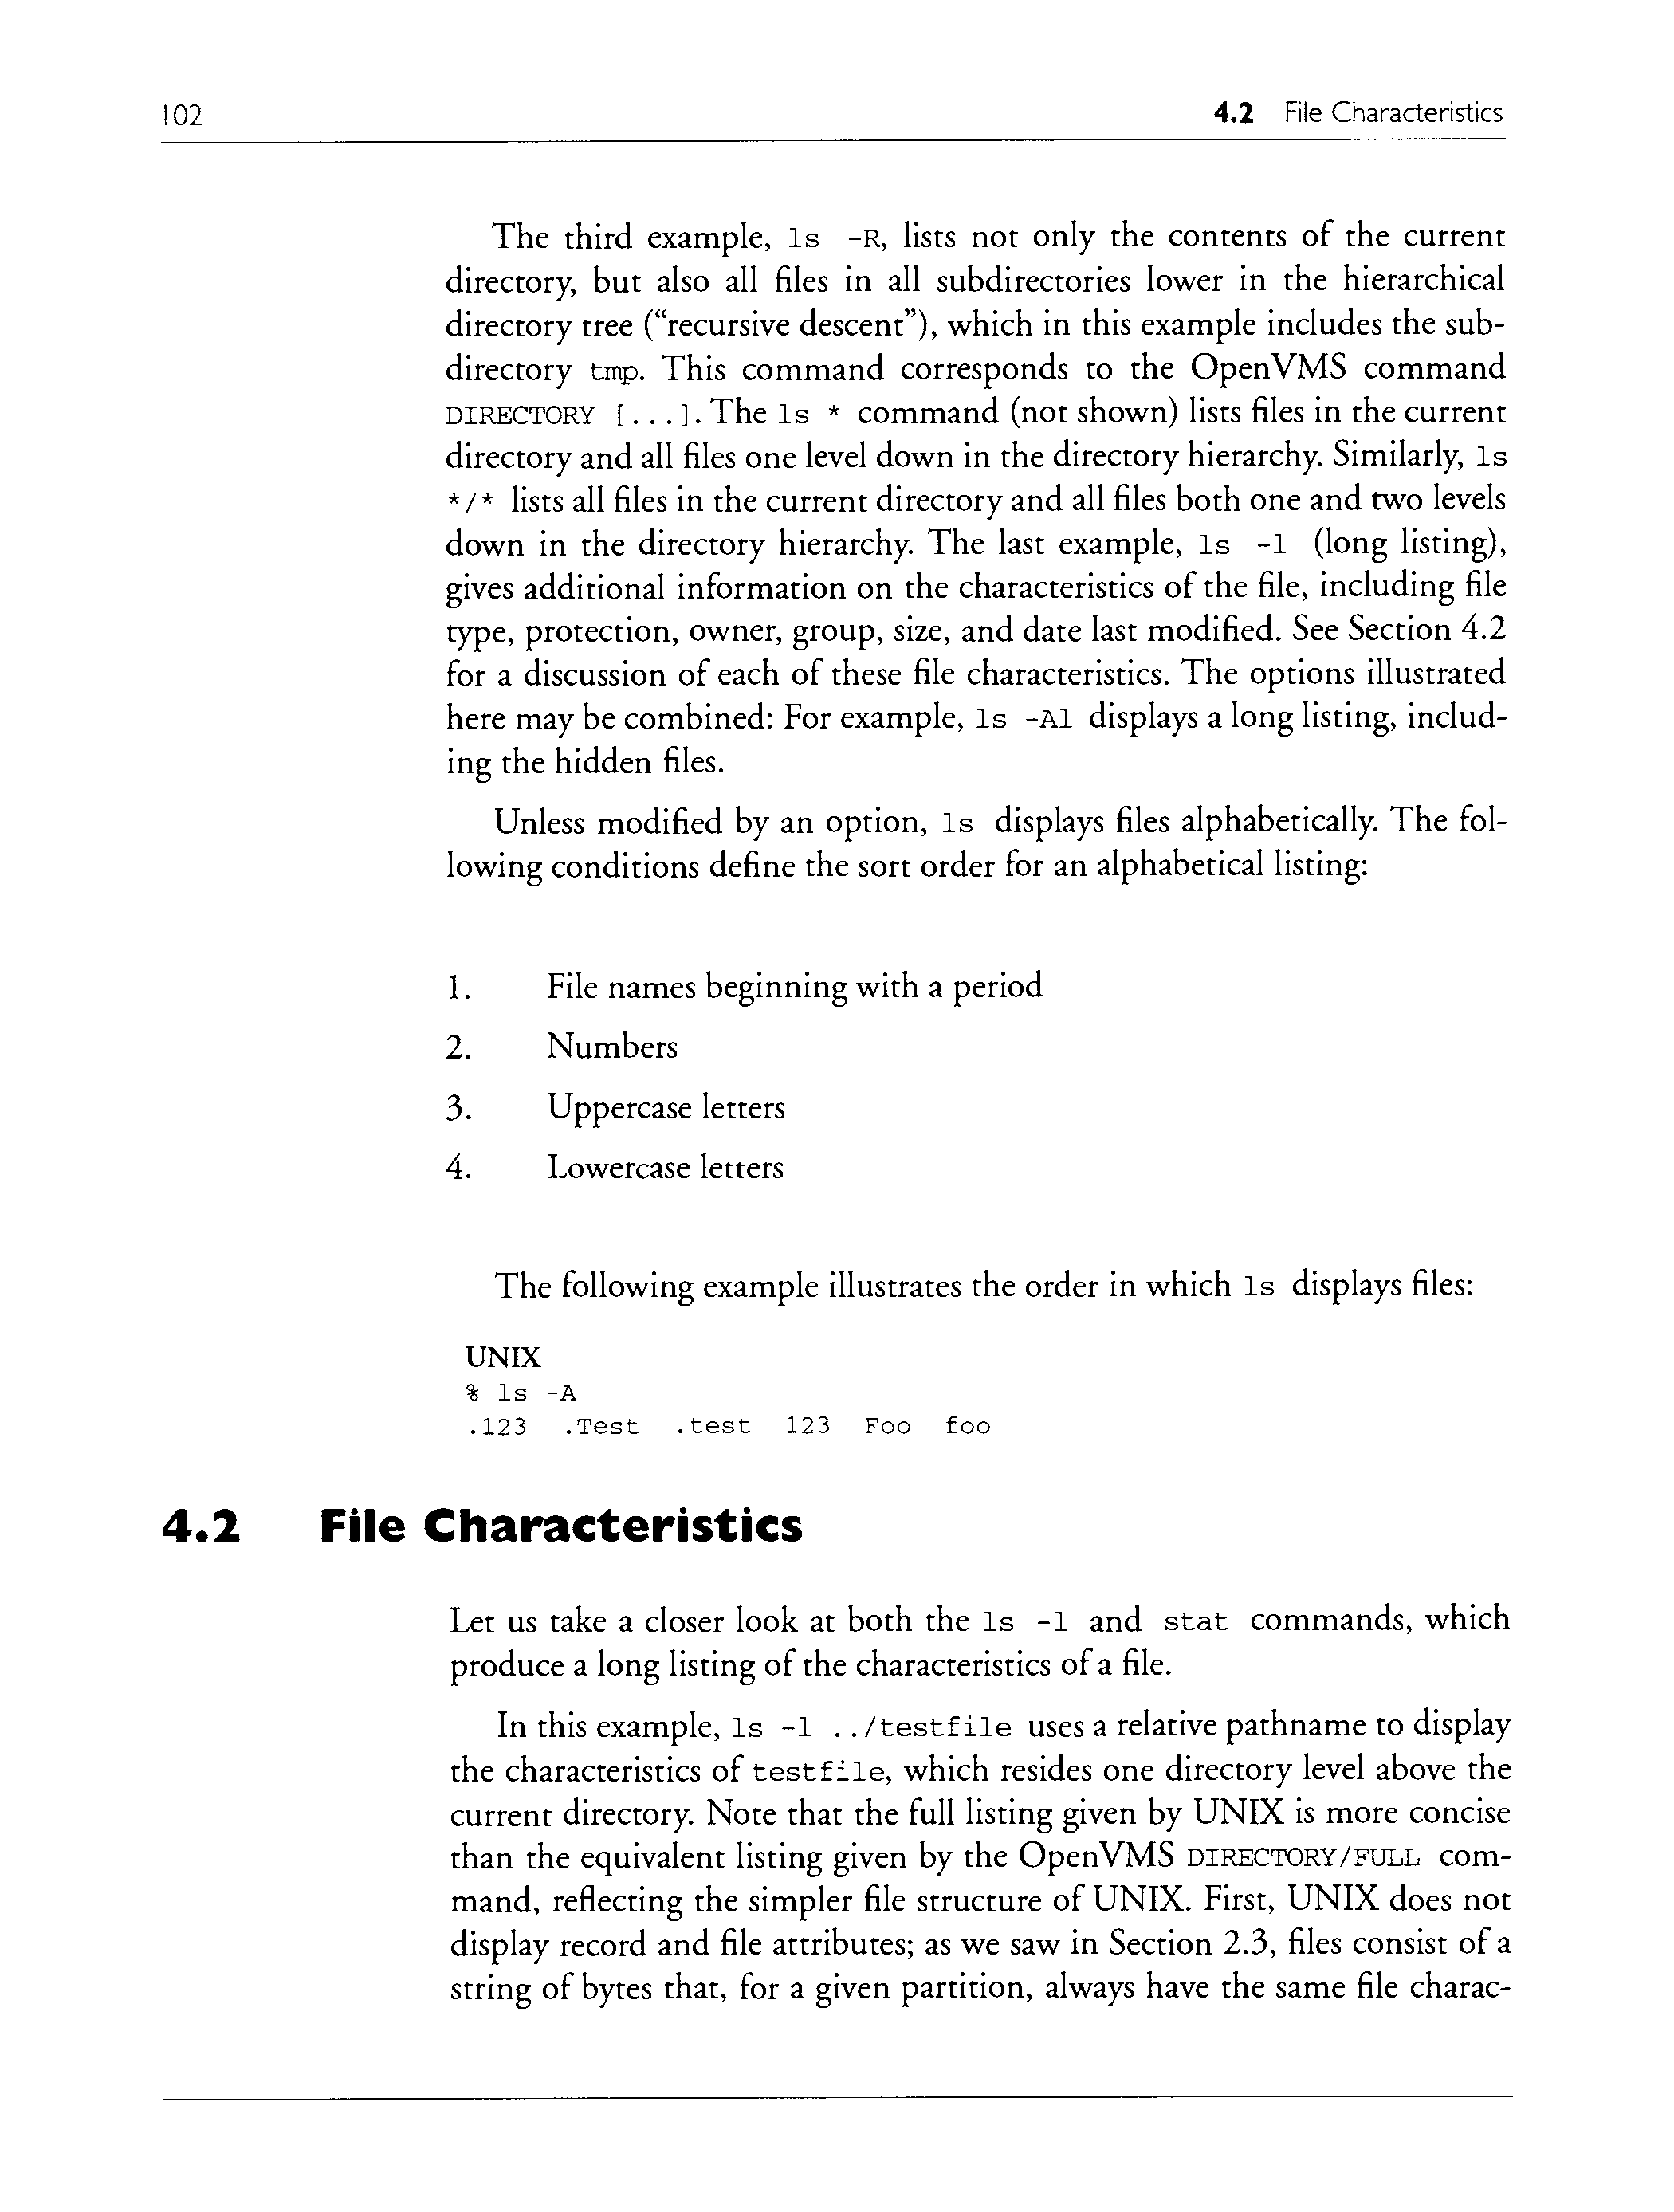 102
4.2 File Characteristics
The third example, ls -R, lists not only the contents of the current
directory, but also all files in all subdirectories lower in the hierarchical
directory tree (“recursive descent”), which in this example includes the sub-
directory tmp. This command corresponds to the OpenVMS command
DIRECTORY [...]. The ls * command (not shown) lists files in the current
directory and all files one level down in the directory hierarchy. Similarly, ls
*/* lists all files in the current directory and all files both one and two levels
down in the directory hierarchy. The last example, ls -l (long listing),
gives additional information on the characteristics of the file, including file
type, protection, owner, group, size, and date last modified. See Section 4.2
for a discussion of each of these file characteristics. The options illustrated
here may be combined: For example, ls -Al displays a long listing, includ-
ing the hidden files.
Unless modified by an option, ls displays files alphabetically. The fol-
lowing conditions define the sort order for an alphabetical listing:
1. File names beginning with a period
2. Numbers
3. Uppercase letters
4. Lowercase letters
The following example illustrates the order in which ls displays files:
UNIX
% ls -A
.123 .Test .test 123 Foo foo
4.2 File Characteristics
Let us take a closer look at both the ls -l and stat commands, which
produce a long listing of the characteristics of a file.
In this example, ls -l ../testfile uses a relative pathname to display
the characteristics of testfile, which resides one directory level above the
current directory. Note that the full listing given by UNIX is more concise
than the equivalent listing given by the OpenVMS DIRECTORY/FULL com-
mand, reflecting the simpler file structure of UNIX. First, UNIX does not
display record and file attributes; as we saw in Section 2.3, files consist of a
string of bytes that, for a given partition, always have the same file charac-